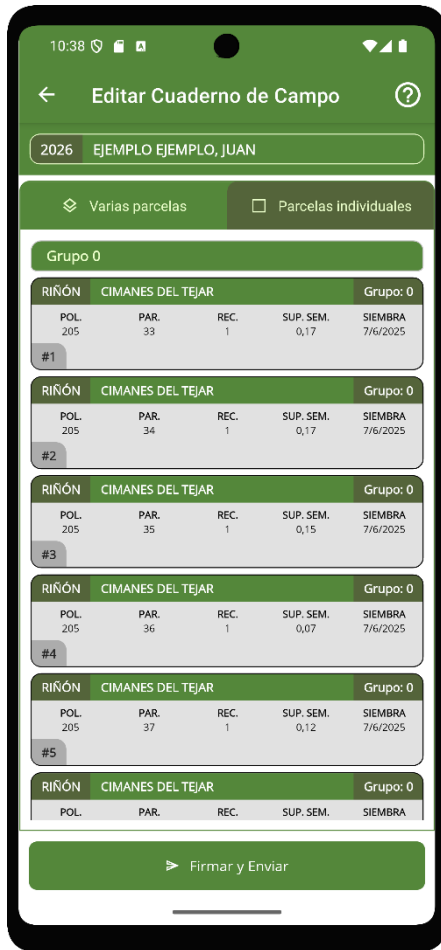 10:38
Editar Cuaderno de Campo
2026 EJEMPLO EJEMPLO, JUAN
Varias parcelas Parcelas individuales
Grupo 0
RIÑÓN CIMANES DEL TEJAR Grupo: 0
POL. PAR. REC. SUP. SEM. SIEMBRA
205 33 1 0,17 7/6/2025
#1
RIÑÓN CIMANES DEL TEJAR Grupo: 0
POL. PAR. REC. SUP. SEM. SIEMBRA
205 34 1 0,17 7/6/2025
#2
RIÑÓN CIMANES DEL TEJAR Grupo: 0
POL. PAR. REC. SUP. SEM. SIEMBRA
205 35 1 0,15 7/6/2025
#3
RIÑÓN CIMANES DEL TEJAR Grupo: 0
POL. PAR. REC. SUP. SEM. SIEMBRA
205 36 1 0,07 7/6/2025
#4
RIÑÓN CIMANES DEL TEJAR Grupo: 0
POL. PAR. REC. SUP. SEM. SIEMBRA
205 37 1 0,12 7/6/2025
#5
RIÑÓN CIMANES DEL TEJAR Grupo: 0
POL. PAR. REC. SUP. SEM. SIEMBRA
Firmar y Enviar